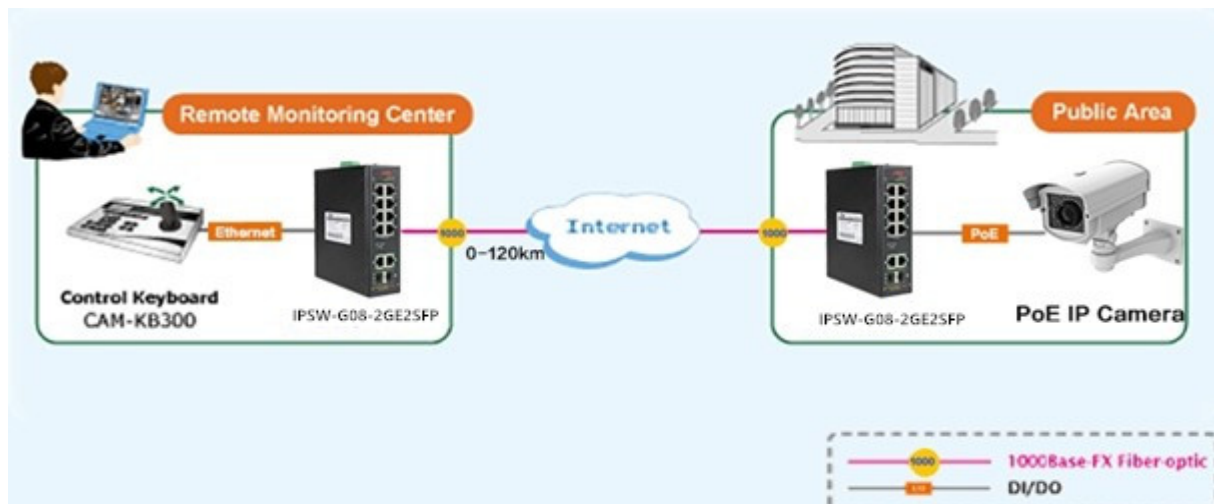 Remote Monitoring Center
Public Area
Ethernet
1000
0-120km
Internet
1000
PoE
Control Keyboard
CAM-KB300
IPSW-G08-2GE2SFP
IPSW-G08-2GE2SFP
PoE IP Camera
1000
1000Base-FX Fiber-optic
DI/DO